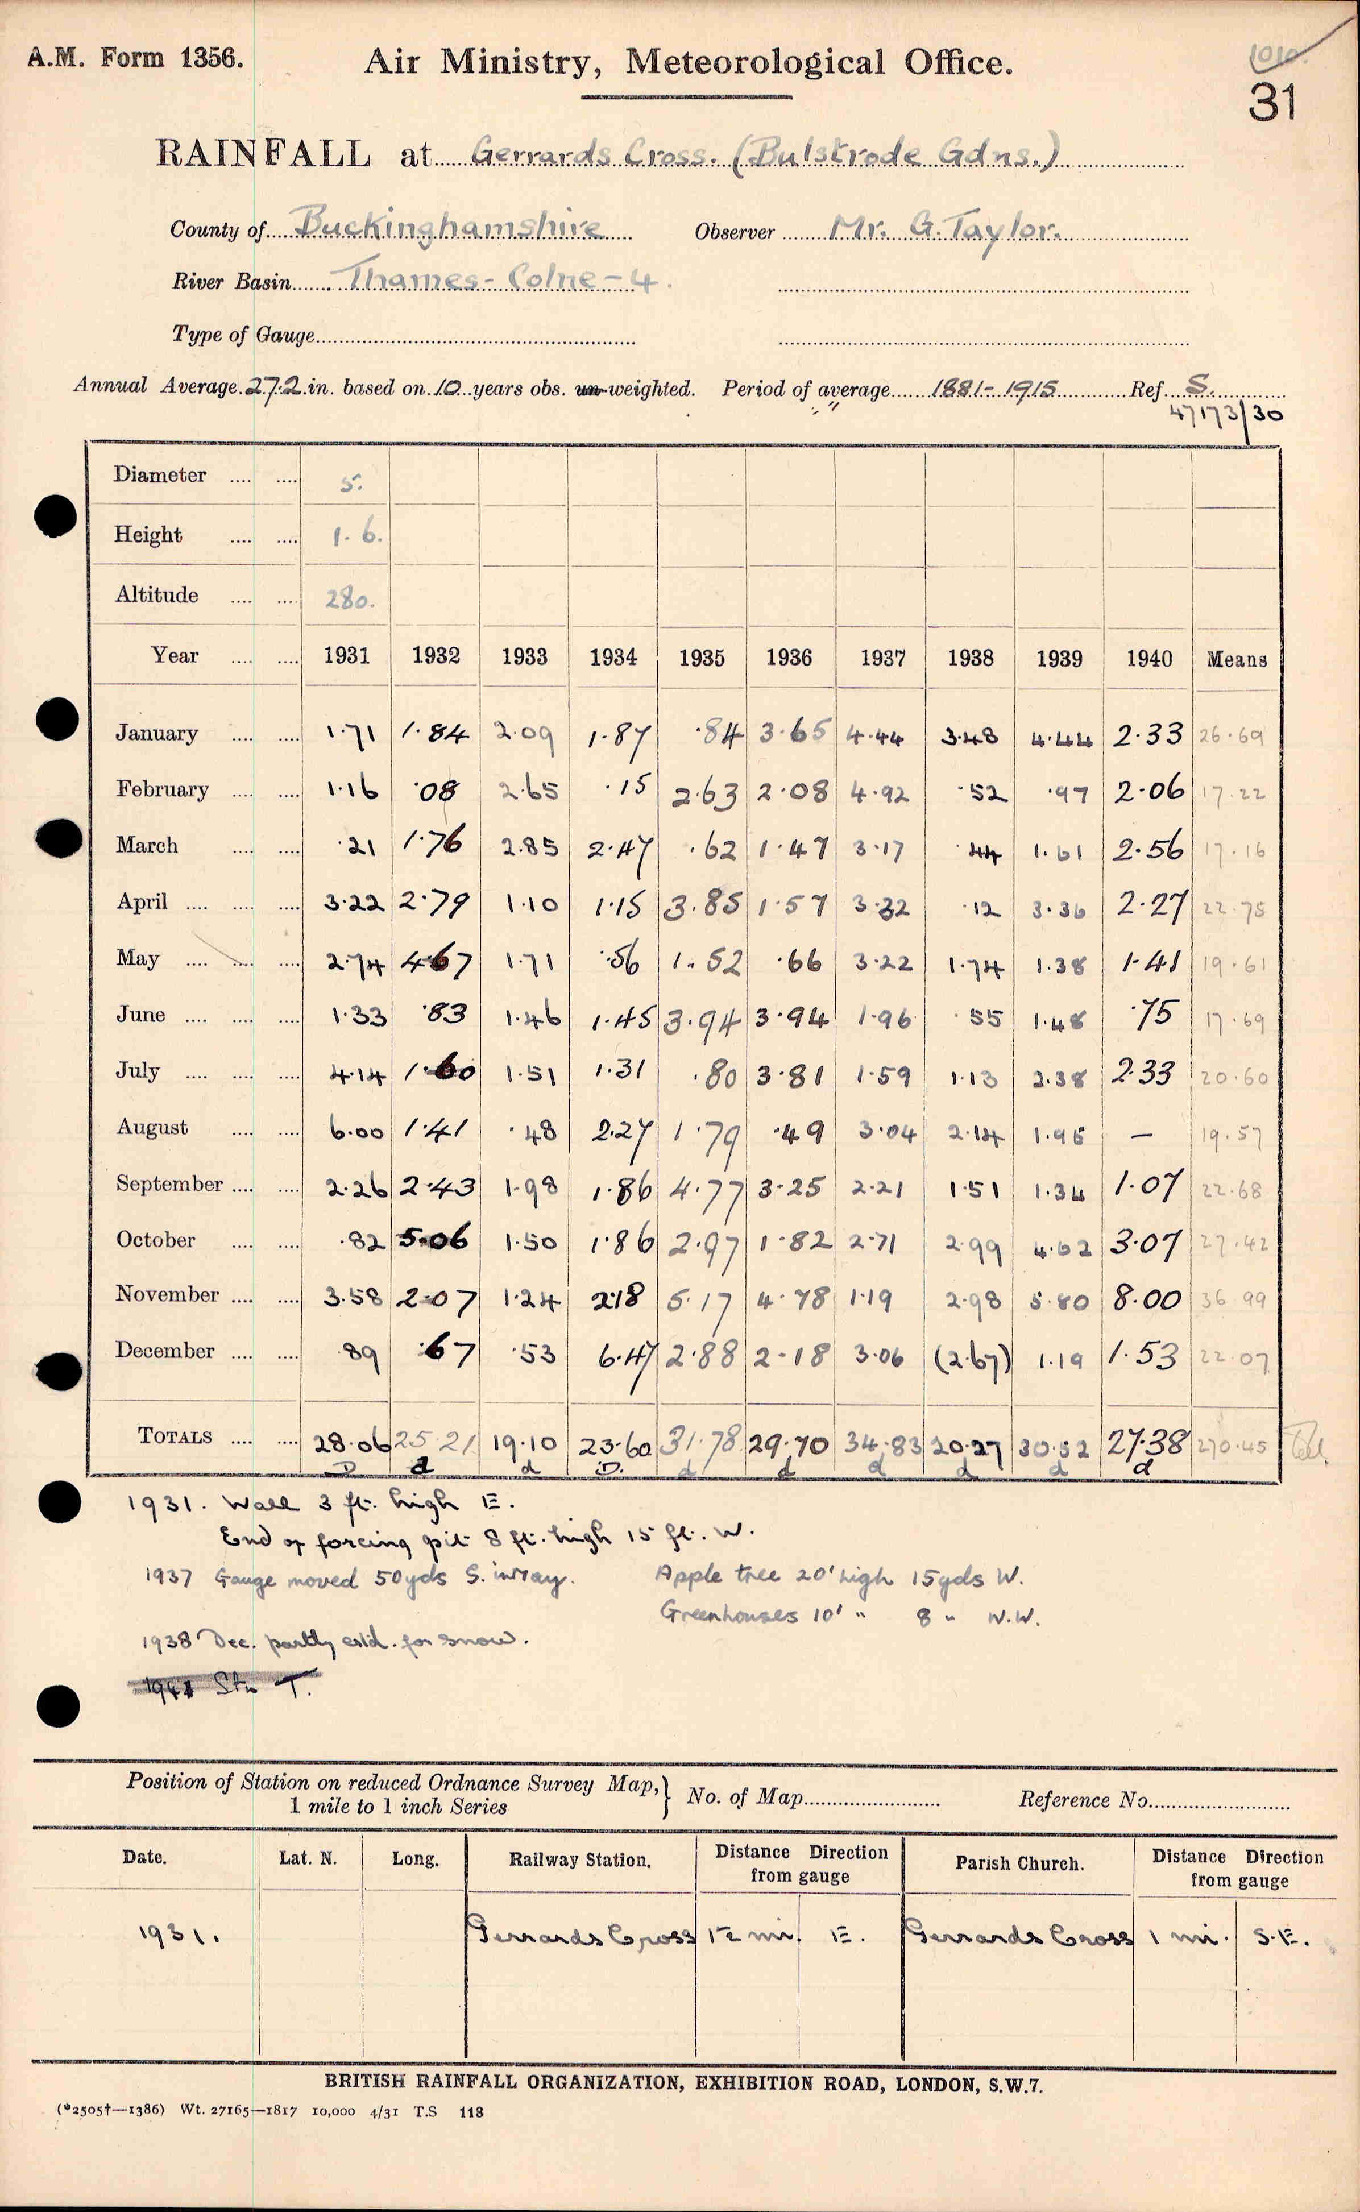 A.M. Form 1356.
Air Ministry, Meteorological Office.
31
RAINFALL at Gerrards Cross. (Bulstrode Gdns.)
County of Buckinghamshire Observer Mr. G. Taylor.
River Basin Thames - Colne - 4.
Type of Gauge
Annual Average 27.2 in. based on 10 years obs. un-weighted. Period of average 1881-1915 Ref. S.
47173/30
Diameter 5.
Height 1. 6.
Altitude 280.
Year 1931 1932 1933 1934 1935 1936 1937 1938 1939 1940 Means
January 1.71 1.84 2.09 1.87 .84 3.65 4.44 3.48 4.44 2.33 26.69
February 1.16 .08 2.65 .15 2.63 2.08 4.92 .52 .97 2.06 17.22
March .21 1.76 2.85 2.47 .62 1.47 3.17 .44 1.61 2.56 17.16
April 3.22 2.79 1.10 1.15 3.85 1.57 3.32 .12 3.36 2.27 22.75
May 2.74 4.67 1.71 .56 1.52 .66 3.22 1.74 1.38 1.41 19.61
June 1.33 .83 1.46 1.45 3.94 3.94 1.96 .55 1.48 .75 17.69
July 4.14 1.60 1.51 1.31 .80 3.81 1.59 1.13 2.38 2.33 20.60
August 6.00 1.41 .48 2.27 1.79 .49 3.04 2.14 1.95 — 19.57
September 2.26 2.43 1.98 1.86 4.77 3.25 2.21 1.51 1.34 1.07 22.68
October .82 5.06 1.50 1.86 2.97 1.82 2.71 2.99 4.62 3.07 27.42
November 3.58 2.07 1.24 2.18 5.17 4.78 1.19 2.98 5.80 8.00 36.99
December .89 .67 .53 6.47 2.88 2.18 3.06 (2.67) 1.19 1.53 22.07
TOTALS 28.06 25.21 19.10 23.60 31.78 29.70 34.83 20.27 30.52 27.38 270.45
D d d D. d d d d d d
1931. Wall 3 ft. high E.
End of forcing pit 8 ft. high 15 ft. W.
1937 Gauge moved 50yds S. in May. Apple tree 20' high 15yds W.
Greenhouses 10' " 8 " N.W.
1938 Dec. partly estd. for snow.
Position of Station on reduced Ordnance Survey Map, 1 mile to 1 inch Series } No. of Map Reference No.
Date. Lat. N. Long. Railway Station. Distance Direction from gauge Parish Church. Distance Direction from gauge
1931. Gerrards Cross 1½ mi. E. Gerrards Cross 1 mi. S.E.
BRITISH RAINFALL ORGANIZATION, EXHIBITION ROAD, LONDON, S.W.7.
(*2505†—1386) Wt. 27165—1817 10,000 4/31 T.S 118